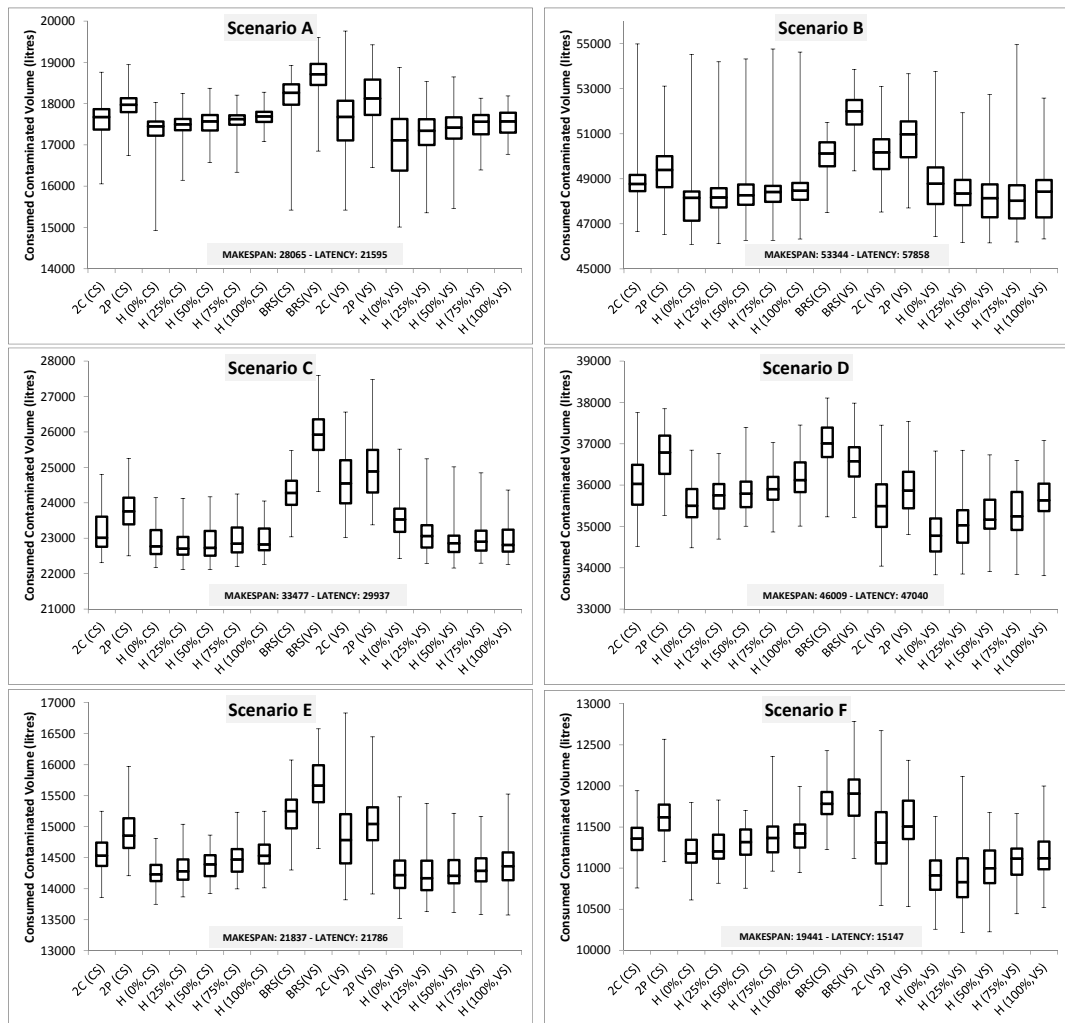 Scenario A
Consumed Contaminated Volume (litres)
20000
19000
18000
17000
16000
15000
14000
MAKESPAN: 28065 - LATENCY: 21595
2C (CS)
2P (CS)
H (0%,CS)
H (25%,CS)
H (50%,CS)
H (75%,CS)
H (100%,CS)
BRS(CS)
BRS(VS)
2C (VS)
2P (VS)
H (0%,VS)
H (25%,VS)
H (50%,VS)
H (75%,VS)
H (100%,VS)
Scenario B
Consumed Contaminated Volume (litres)
55000
53000
51000
49000
47000
45000
MAKESPAN: 53344 - LATENCY: 57858
2C (CS)
2P (CS)
H (0%,CS)
H (25%,CS)
H (50%,CS)
H (75%,CS)
H (100%,CS)
BRS(CS)
BRS(VS)
2C (VS)
2P (VS)
H (0%,VS)
H (25%,VS)
H (50%,VS)
H (75%,VS)
H (100%,VS)
Scenario C
Consumed Contaminated Volume (litres)
28000
27000
26000
25000
24000
23000
22000
21000
MAKESPAN: 33477 - LATENCY: 29937
2C (CS)
2P (CS)
H (0%,CS)
H (25%,CS)
H (50%,CS)
H (75%,CS)
H (100%,CS)
BRS(CS)
BRS(VS)
2C (VS)
2P (VS)
H (0%,VS)
H (25%,VS)
H (50%,VS)
H (75%,VS)
H (100%,VS)
Scenario D
Consumed Contaminated Volume (litres)
39000
38000
37000
36000
35000
34000
33000
MAKESPAN: 46009 - LATENCY: 47040
2C (CS)
2P (CS)
H (0%,CS)
H (25%,CS)
H (50%,CS)
H (75%,CS)
H (100%,CS)
BRS(CS)
BRS(VS)
2C (VS)
2P (VS)
H (0%,VS)
H (25%,VS)
H (50%,VS)
H (75%,VS)
H (100%,VS)
Scenario E
Consumed Contaminated Volume (litres)
17000
16000
15000
14000
13000
MAKESPAN: 21837 - LATENCY: 21786
2C (CS)
2P (CS)
H (0%,CS)
H (25%,CS)
H (50%,CS)
H (75%,CS)
H (100%,CS)
BRS(CS)
BRS(VS)
2C (VS)
2P (VS)
H (0%,VS)
H (25%,VS)
H (50%,VS)
H (75%,VS)
H (100%,VS)
Scenario F
Consumed Contaminated Volume (litres)
13000
12500
12000
11500
11000
10500
10000
MAKESPAN: 19441 - LATENCY: 15147
2C (CS)
2P (CS)
H (0%,CS)
H (25%,CS)
H (50%,CS)
H (75%,CS)
H (100%,CS)
BRS(CS)
BRS(VS)
2C (VS)
2P (VS)
H (0%,VS)
H (25%,VS)
H (50%,VS)
H (75%,VS)
H (100%,VS)